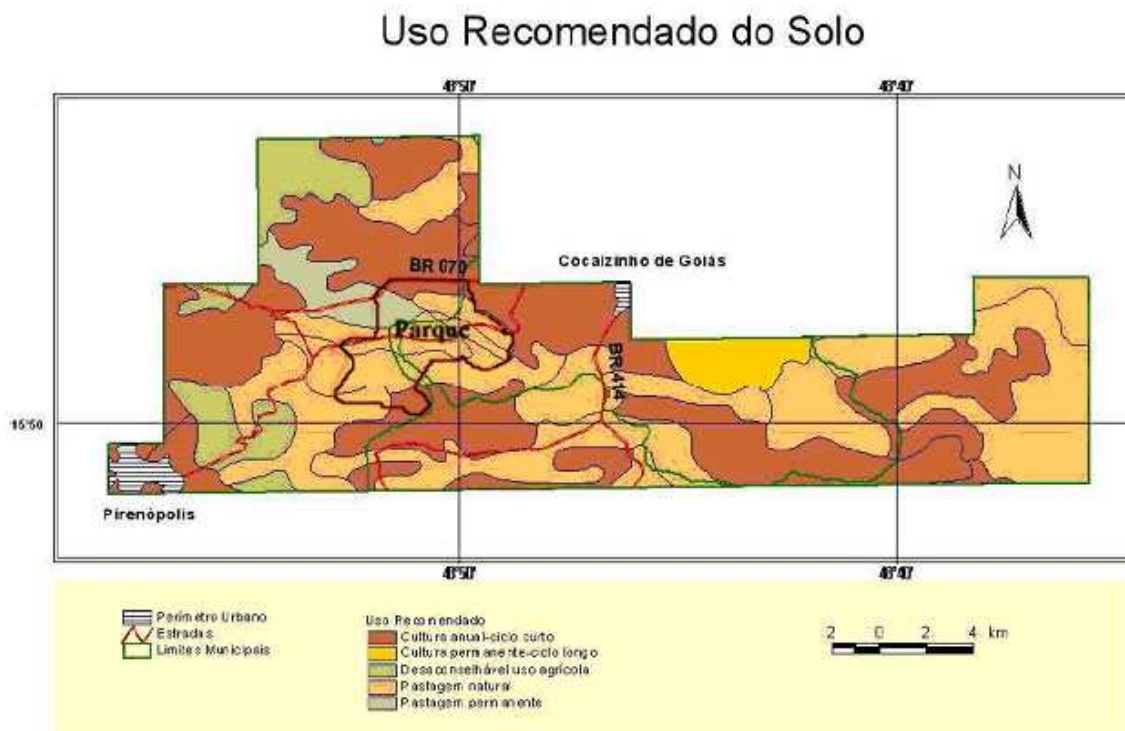 Uso Recomendado do Solo
48°50' 48°40'
N
Cocalzinho de Goiás
BR 070
Parque
BR 414
15°50
Pirenópolis
48°50' 48°40'
Perímetro Urbano
Estradas
Limites Municipais
Uso Recomendado
Cultura anual-ciclo curto
Cultura permanente-ciclo longo
Desaconselhável uso agrícola
Pastagem natural
Pastagem permanente
2 0 2 4 km